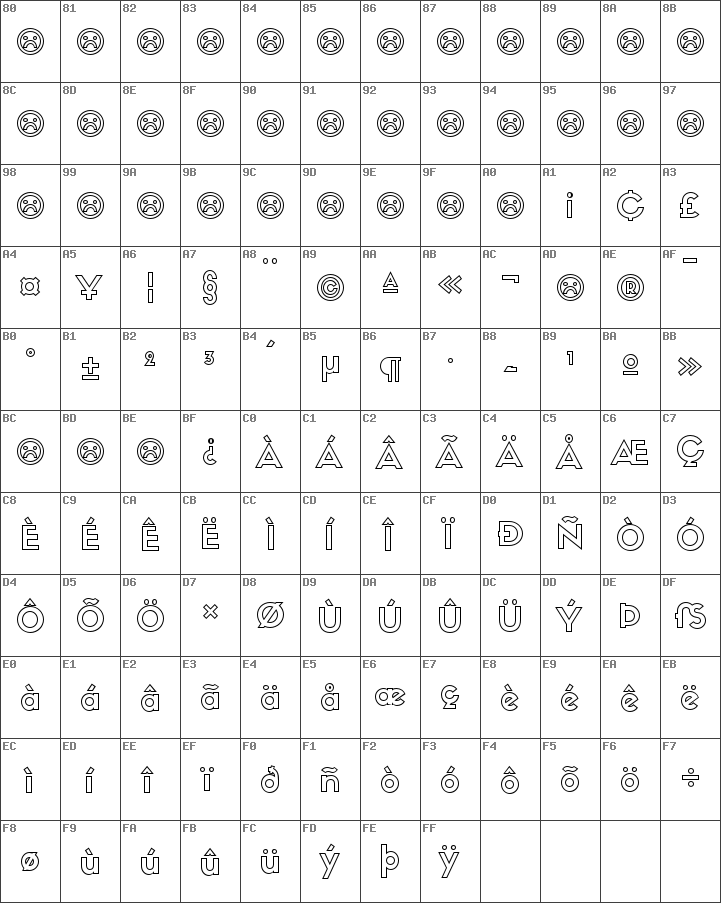 80 81 82 83 84 85 86 87 88 89 8A 8B
8C 8D 8E 8F 90 91 92 93 94 95 96 97
98 99 9A 9B 9C 9D 9E 9F A0 A1 A2 A3
¡ ¢ £
A4 A5 A6 A7 A8 A9 AA AB AC AD AE AF
¤ ¥ ¦ § ¨ © ª « ¬ ® ¯
B0 B1 B2 B3 B4 B5 B6 B7 B8 B9 BA BB
° ± ² ³ ´ µ ¶ · ¸ ¹ º »
BC BD BE BF C0 C1 C2 C3 C4 C5 C6 C7
¿ À Á Â Ã Ä Å Æ Ç
C8 C9 CA CB CC CD CE CF D0 D1 D2 D3
È É Ê Ë Ì Í Î Ï Ð Ñ Ò Ó
D4 D5 D6 D7 D8 D9 DA DB DC DD DE DF
Ô Õ Ö × Ø Ù Ú Û Ü Ý Þ ß
E0 E1 E2 E3 E4 E5 E6 E7 E8 E9 EA EB
à á â ã ä å æ ç è é ê ë
EC ED EE EF F0 F1 F2 F3 F4 F5 F6 F7
ì í î ï ð ñ ò ó ô õ ö ÷
F8 F9 FA FB FC FD FE FF
ø ù ú û ü ý þ ÿ